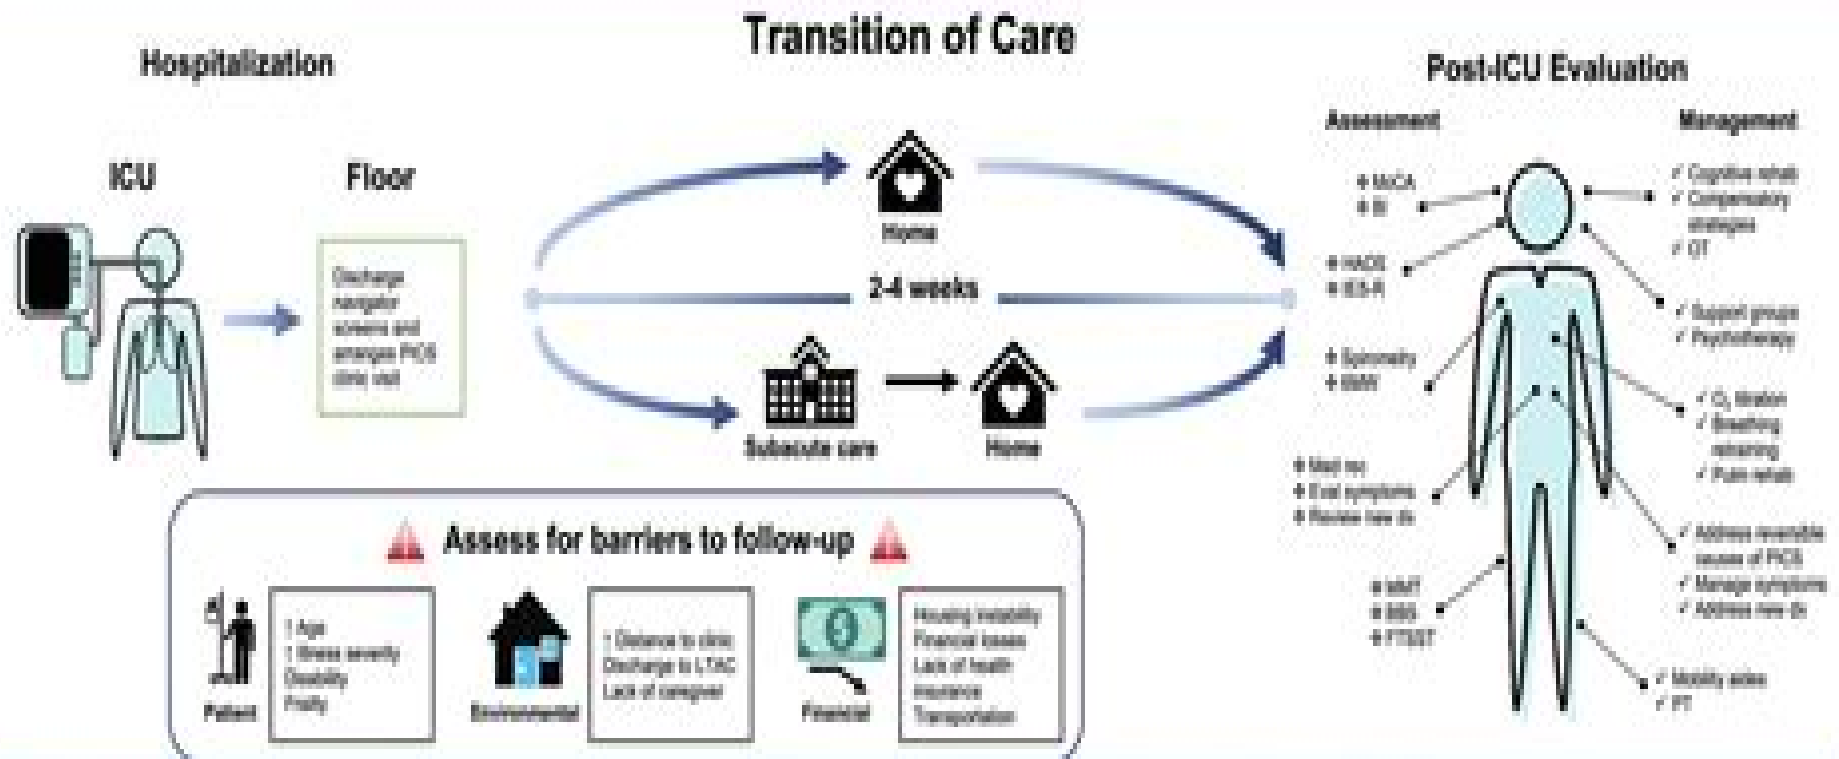 Transition of Care
Hospitalization
ICU
Floor
Discharge
navigator
screens and
arranges PICS
clinic visit
Home
2-4 weeks
Subacute care
Home
Assess for barriers to follow-up
Patient
↑ Age
↑ Illness severity
Disability
Frailty
Environmental
↑ Distance to clinic
Discharge to LTAC
Lack of caregiver
Financial
Housing instability
Financial losses
Lack of health
insurance
Transportation
Post-ICU Evaluation
Assessment
MoCA
HADS
IES-R
Spirometry
6MW
Med rec
Eval symptoms
Review new dx
MMT
BBS
FTSST
Management
✓ Cognitive rehab
✓ Compensatory
strategies
✓ OT
✓ Support groups
✓ Psychotherapy
✓ O₂ titration
✓ Breathing
retraining
✓ Pulm rehab
✓ Address reversible
causes of PICS
✓ Manage symptoms
✓ Address new dx
✓ Mobility aides
✓ PT